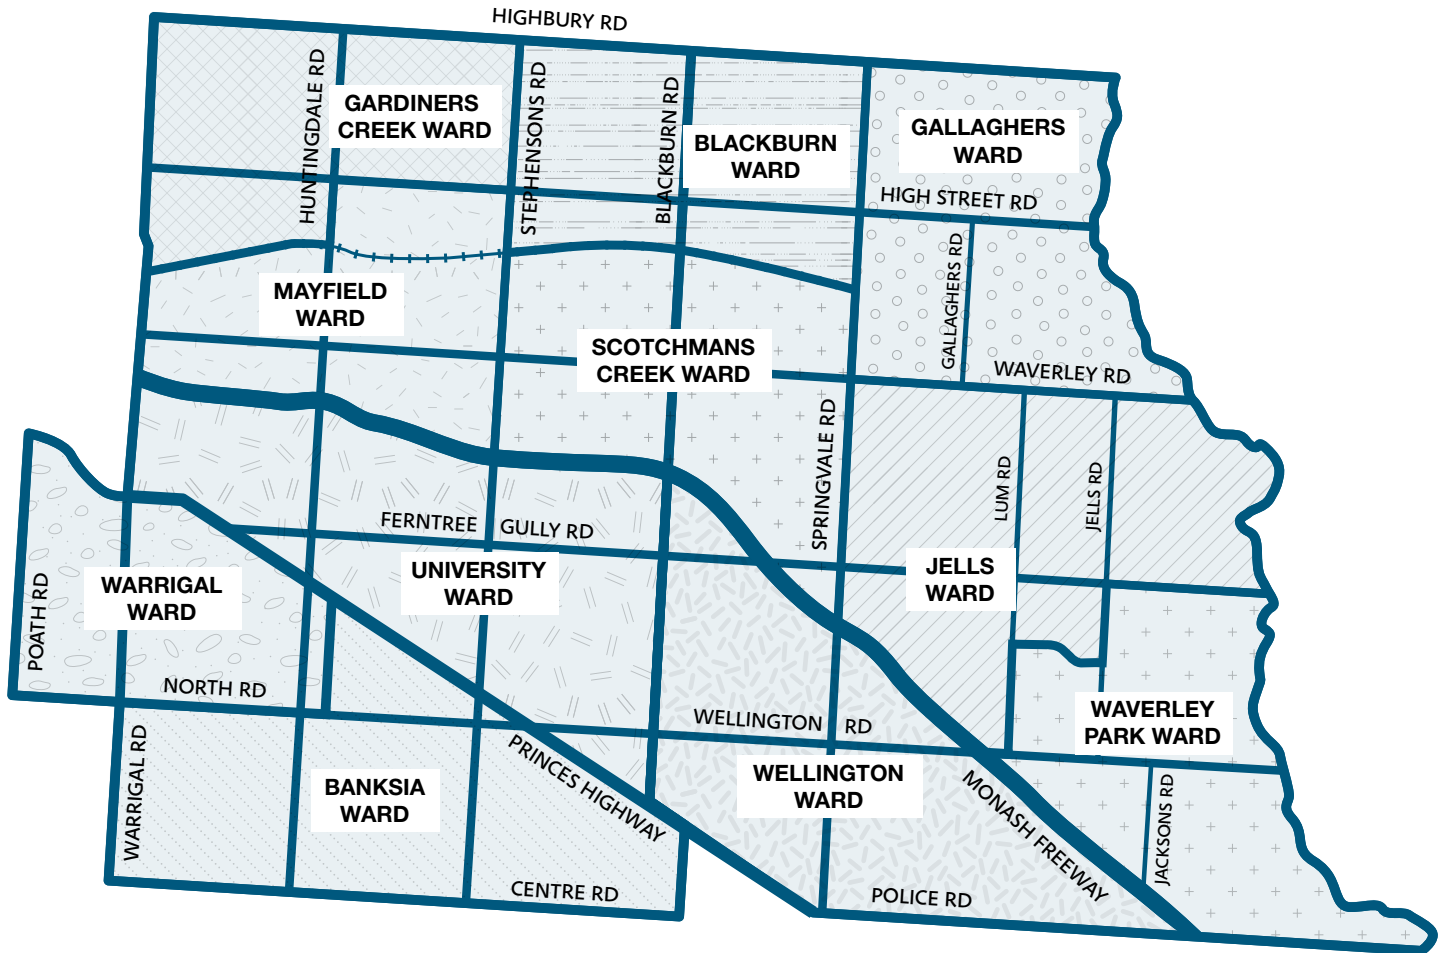 HIGHBURY RD
HUNTINGDALE RD
GARDINERS
CREEK WARD
STEPHENSONS RD
BLACKBURN RD
BLACKBURN
WARD
GALLAGHERS
WARD
HIGH STREET RD
GALLAGHERS RD
MAYFIELD
WARD
SCOTCHMANS
CREEK WARD
WAVERLEY RD
SPRINGVALE RD
LUM RD
JELLS RD
FERNTREE GULLY RD
POATH RD
WARRIGAL
WARD
UNIVERSITY
WARD
JELLS
WARD
NORTH RD
WELLINGTON RD
WAVERLEY
PARK WARD
WARRIGAL RD
BANKSIA
WARD
PRINCES HIGHWAY
WELLINGTON
WARD
MONASH FREEWAY
JACKSONS RD
CENTRE RD
POLICE RD